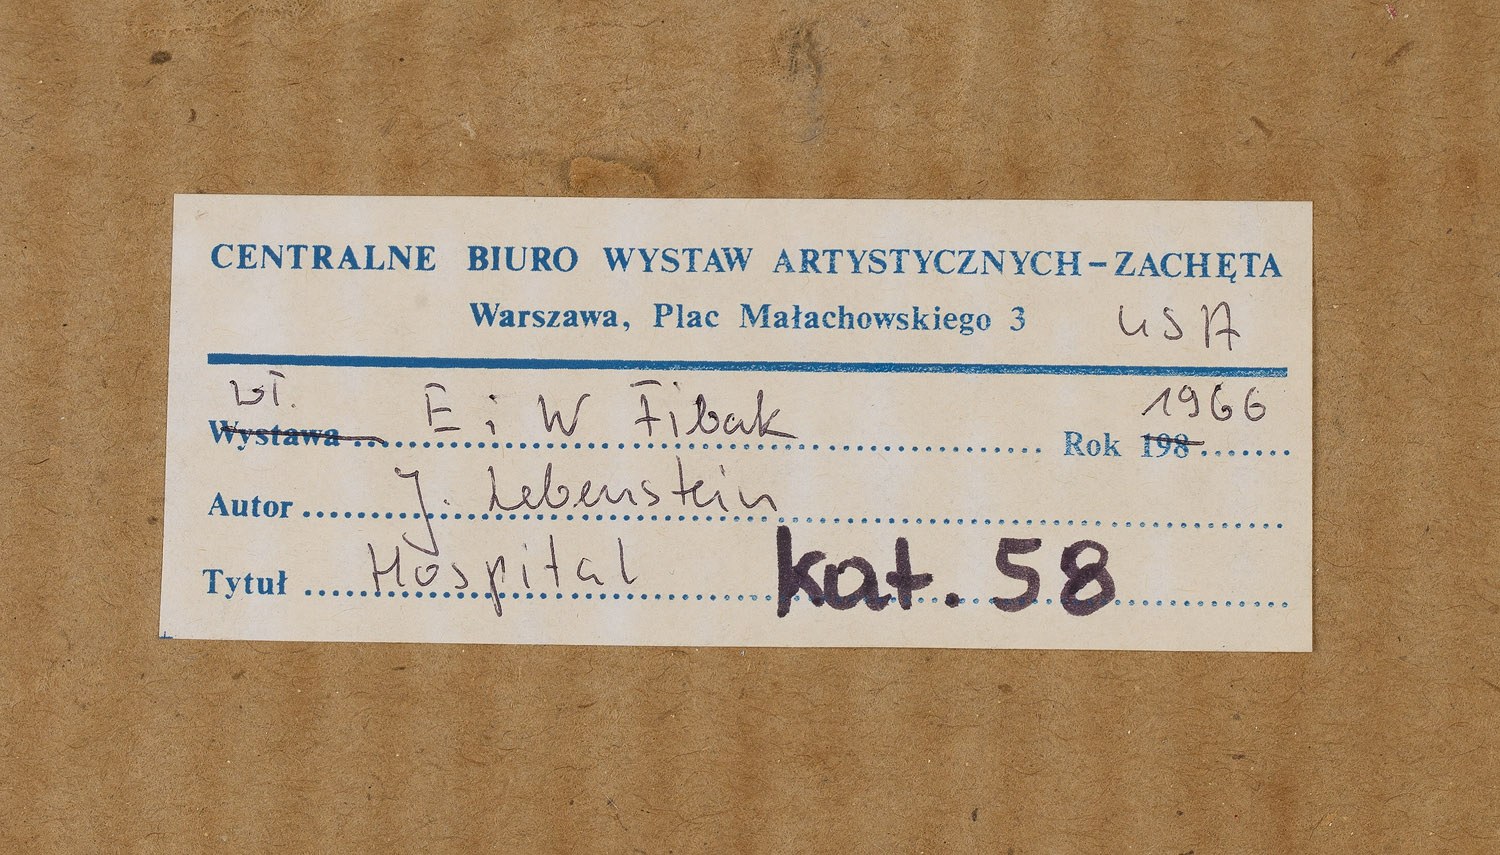 CENTRALNE BIURO WYSTAW ARTYSTYCZNYCH – ZACHĘTA
Warszawa, Plac Małachowskiego 3 USA
wł. E i W Fibak 1966
Wystawa Rok 198
Autor J. Lebenstein
Tytuł Hospital kat. 58